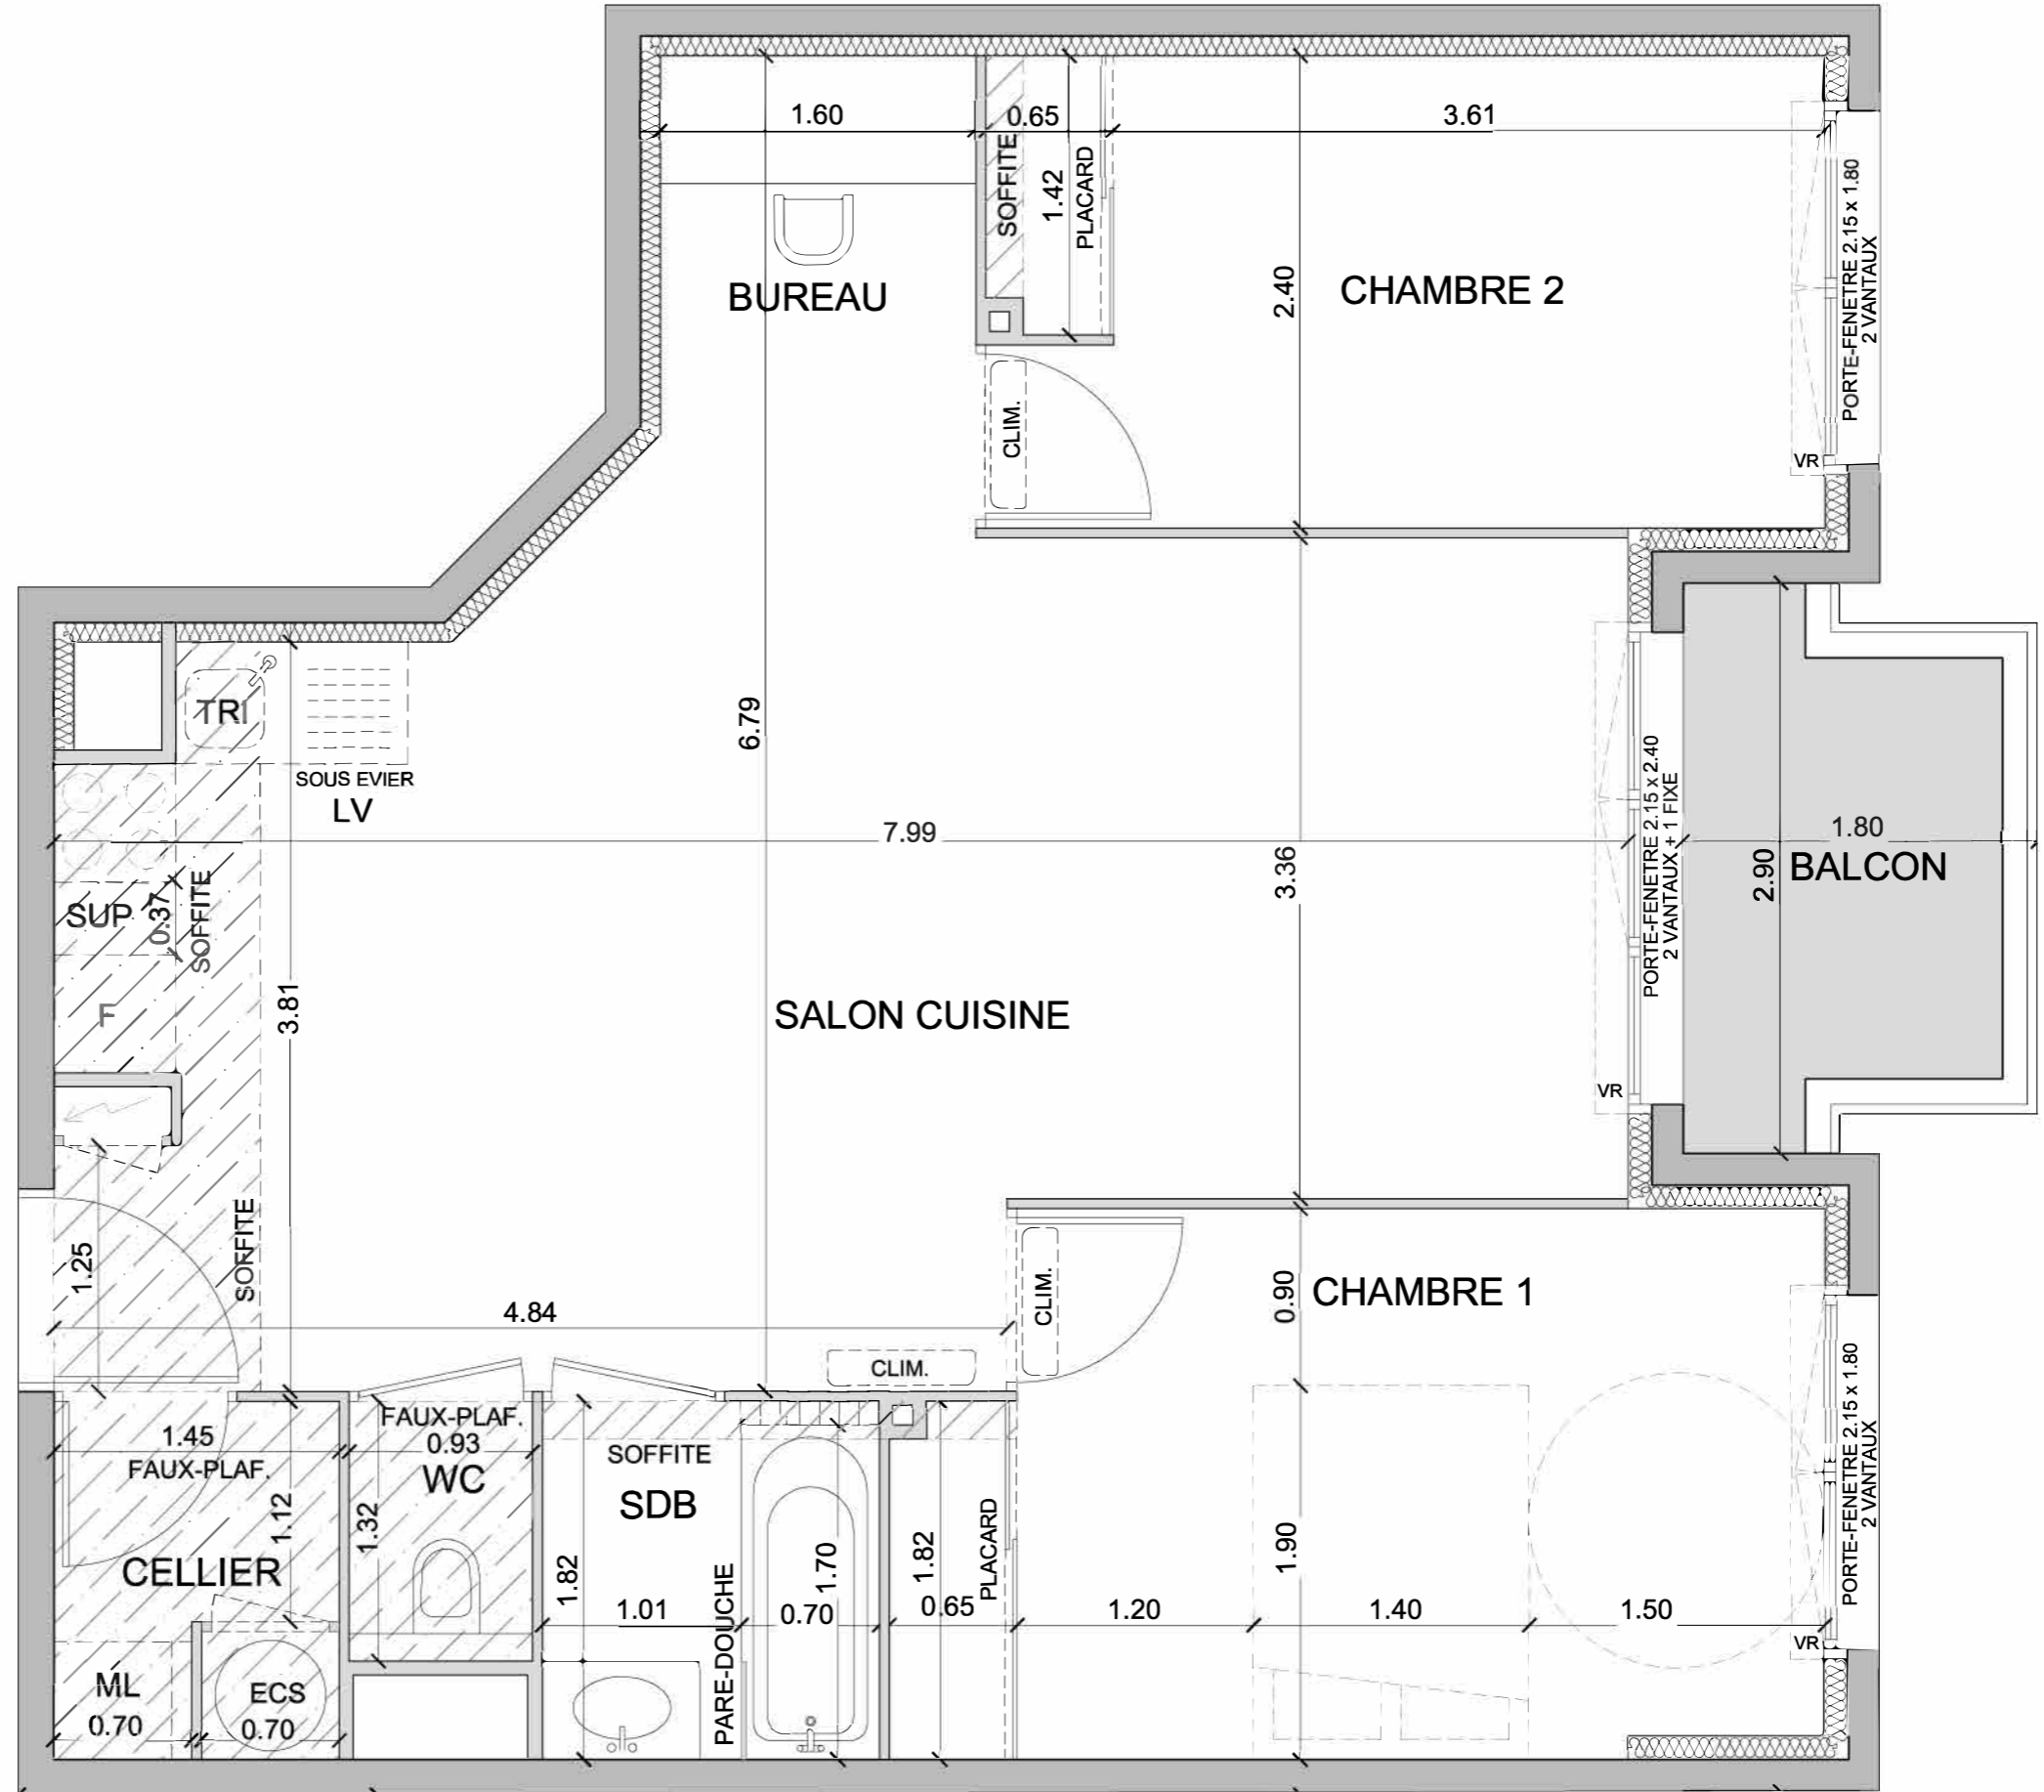 1.60
0.65
3.61
SOFFITE
1.42
PLACARD
PORTE-FENETRE 2.15 x 1.80
2 VANTAUX
BUREAU
2.40
CHAMBRE 2
CLIM.
VR
TRI
SOUS EVIER
LV
6.79
7.99
PORTE-FENETRE 2.15 x 2.40
2 VANTAUX + 1 FIXE
1.80
BALCON
2.90
3.36
SUP
0.37
SOFFITE
F
3.81
SALON CUISINE
VR
1.25
SOFFITE
4.84
CLIM.
CLIM.
0.90
CHAMBRE 1
1.45
FAUX-PLAF.
FAUX-PLAF.
0.93
WC
SOFFITE
SDB
1.12
1.32
CELLIER
1.82
PARE-DOUCHE
1.70
1.82
PLACARD
1.90
PORTE-FENETRE 2.15 x 1.80
2 VANTAUX
1.01
0.70
0.65
1.20
1.40
1.50
VR
ML
0.70
ECS
0.70